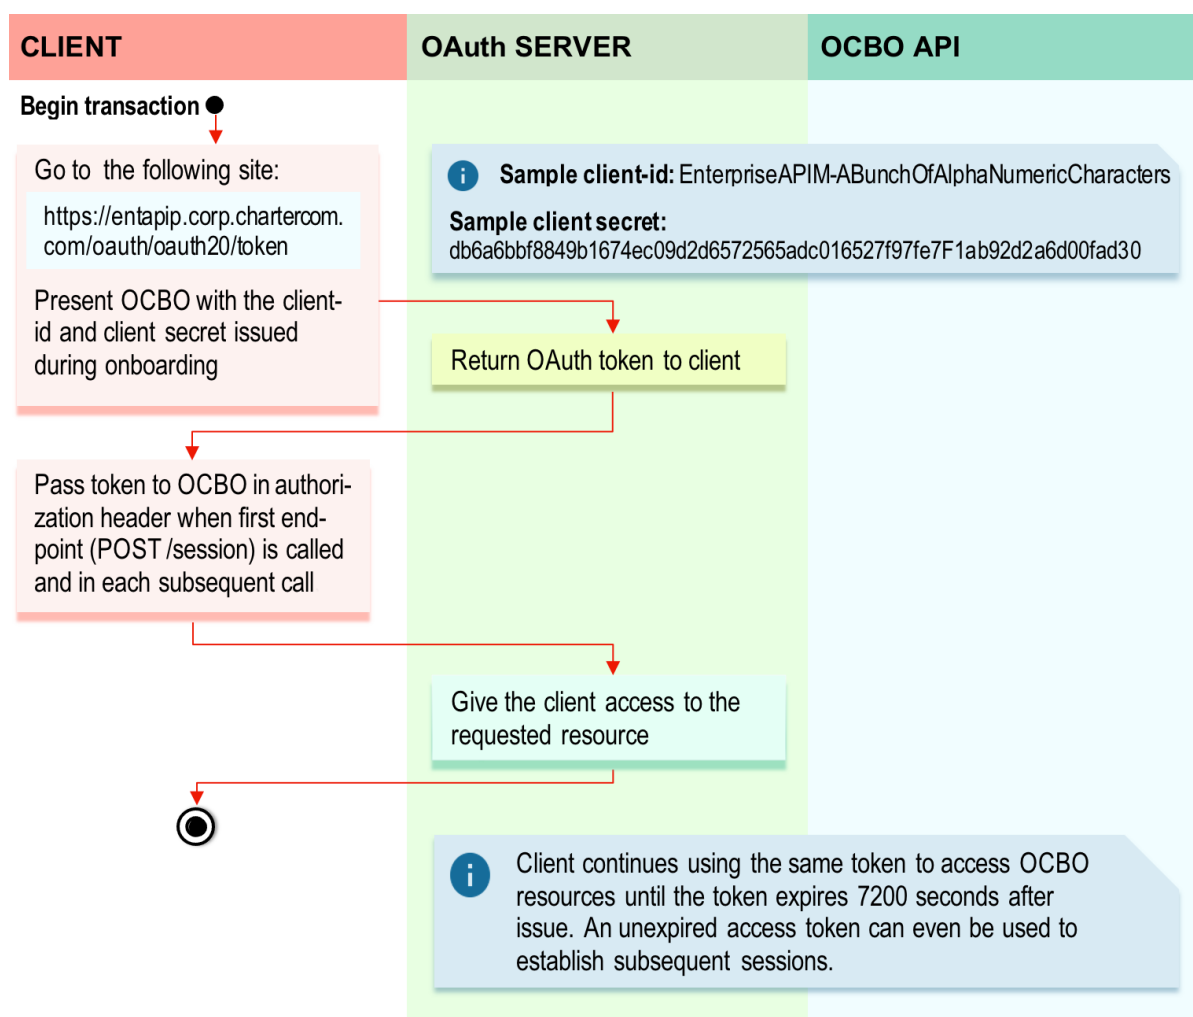 CLIENT
OAuth SERVER
OCBO API
Begin transaction
Go to the following site:
https://entapip.corp.chartercom.
com/oauth/oauth20/token
Present OCBO with the client-
id and client secret issued
during onboarding
Sample client-id: EnterpriseAPIM-ABunchOfAlphaNumericCharacters
Sample client secret:
db6a6bbf8849b1674ec09d2d6572565adc016527f97fe7F1ab92d2a6d00fad30
Return OAuth token to client
Pass token to OCBO in authori-
zation header when first end-
point (POST /session) is called
and in each subsequent call
Give the client access to the
requested resource
Client continues using the same token to access OCBO
resources until the token expires 7200 seconds after
issue. An unexpired access token can even be used to
establish subsequent sessions.